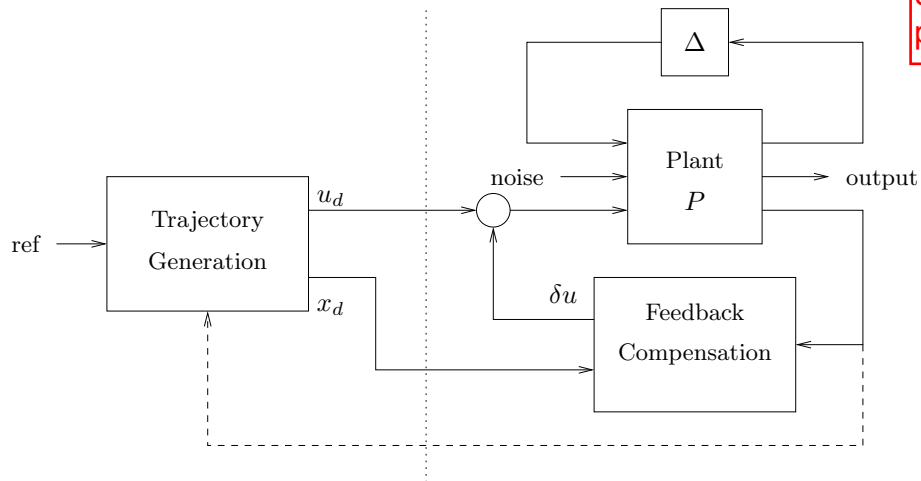 Δ
Plant
P
noise
output
u_d
Trajectory
Generation
ref
x_d
δu
Feedback
Compensation